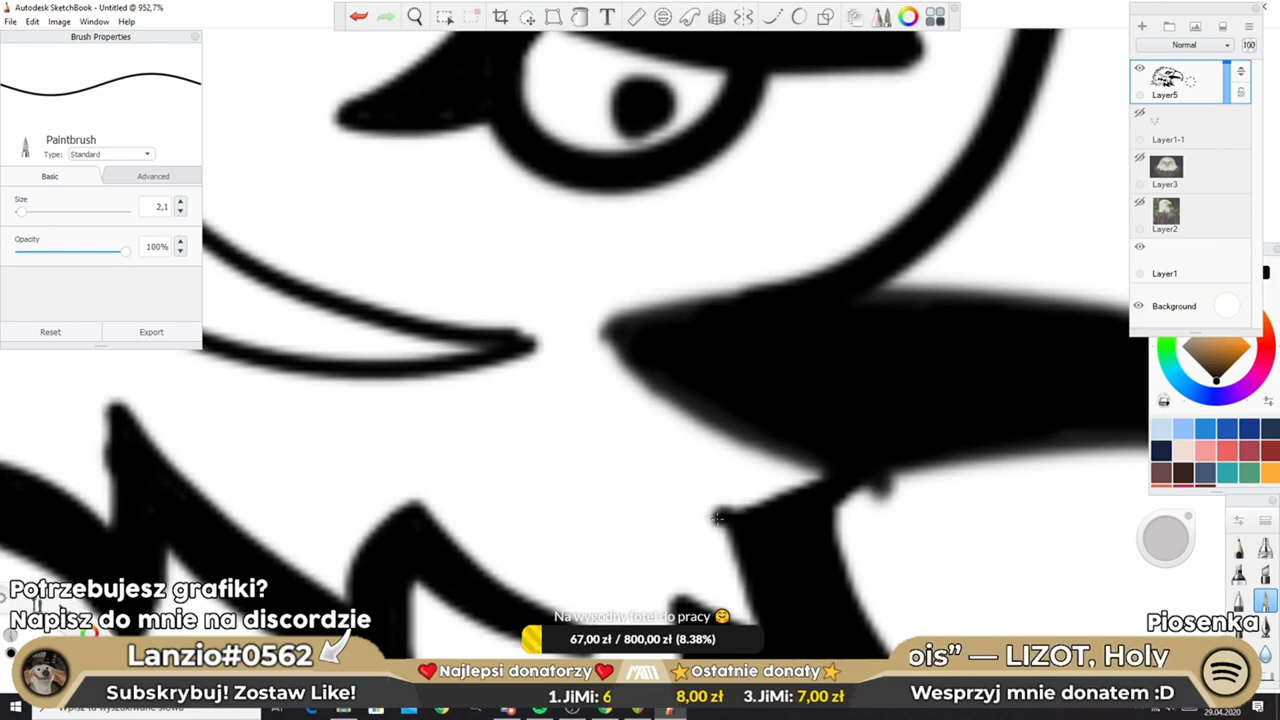 Autodesk SketchBook - Untitled @ 952,7%
File Edit Image Window Help
Brush Properties
Paintbrush
Type: Standard
Basic Advanced
Size
2,1
Opacity
100%
Reset Export
T
Normal
100
Layer5
Layer1-1
Layer3
Layer2
Layer1
Background
Potrzebujesz grafiki?
Napisz do mnie na discordzie
Lanzio#0562
Subskrybuj! Zostaw Like!
Na wygodny fotel do pracy 🤗
67,00 zł / 800,00 zł (8.38%)
❤️Najlepsi donatorzy❤️
⭐Ostatnie donaty⭐
1.JiMi: 6
8,00 zł 3.JiMi: 7,00 zł
Piosenka
ois” — LIZOT, Holy
Wesprzyj mnie donatem :D
29.04.2020